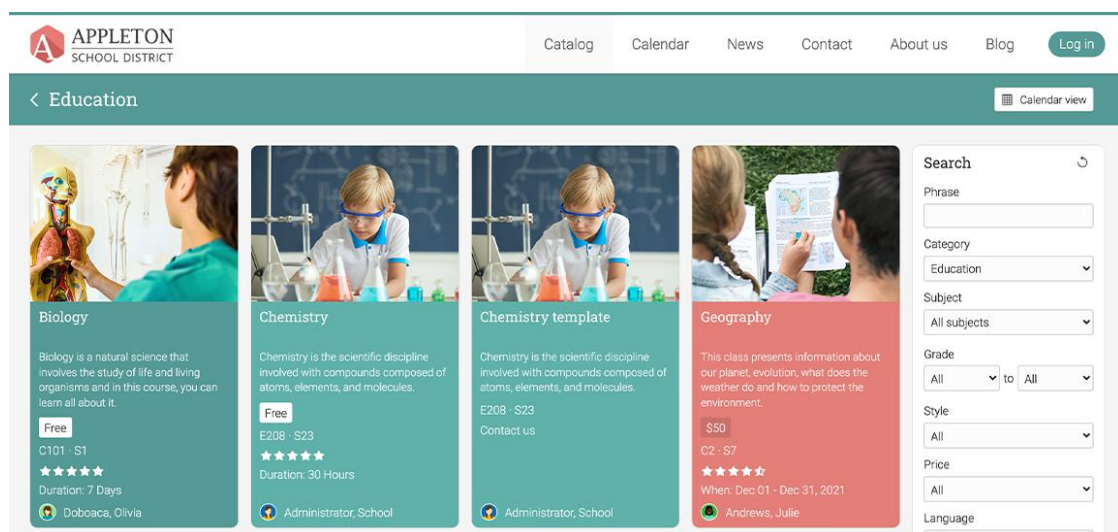 APPLETON
SCHOOL DISTRICT
Catalog
Calendar
News
Contact
About us
Blog
Log in
Education
Calendar view
Biology
Biology is a natural science that
involves the study of life and living
organisms and in this course, you can
learn all about it.
Free
C101 · S1
Duration: 7 Days
Doboaca, Olivia
Chemistry
Chemistry is the scientific discipline
involved with compounds composed of
atoms, elements, and molecules.
Free
E208 · S23
Duration: 30 Hours
Administrator, School
Chemistry template
Chemistry is the scientific discipline
involved with compounds composed of
atoms, elements, and molecules.
E208 · S23
Contact us
Administrator, School
Geography
This class presents information about
our planet, evolution, what does the
weather do and how to protect the
environment.
$50
C2 · S7
When: Dec 01 - Dec 31, 2021
Andrews, Julie
Search
Phrase
Category
Education
Subject
All subjects
Grade
All to All
Style
All
Price
All
Language